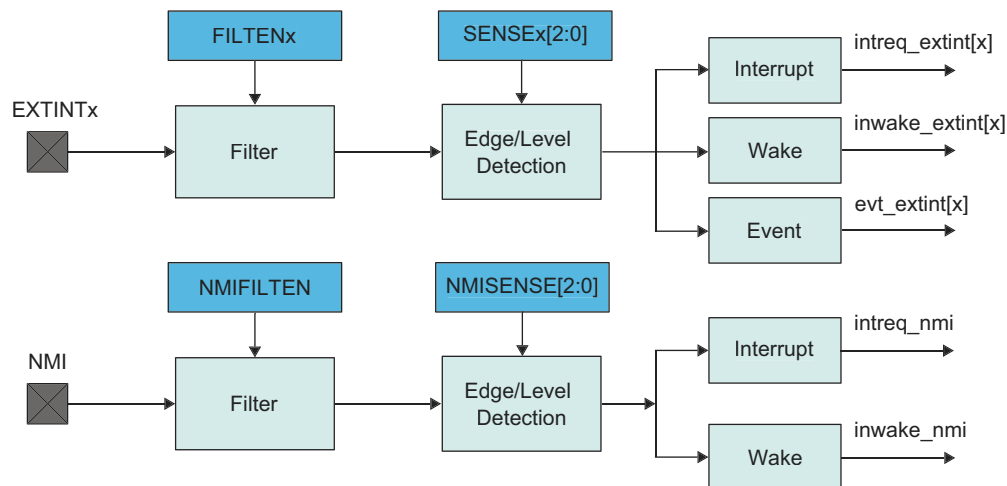 FILTENx
SENSEx[2:0]
intreq_extint[x]
Interrupt
EXTINTx
Filter
Edge/Level
Detection
inwake_extint[x]
Wake
evt_extint[x]
Event
NMIFILTEN
NMISENSE[2:0]
intreq_nmi
Interrupt
NMI
Filter
Edge/Level
Detection
inwake_nmi
Wake